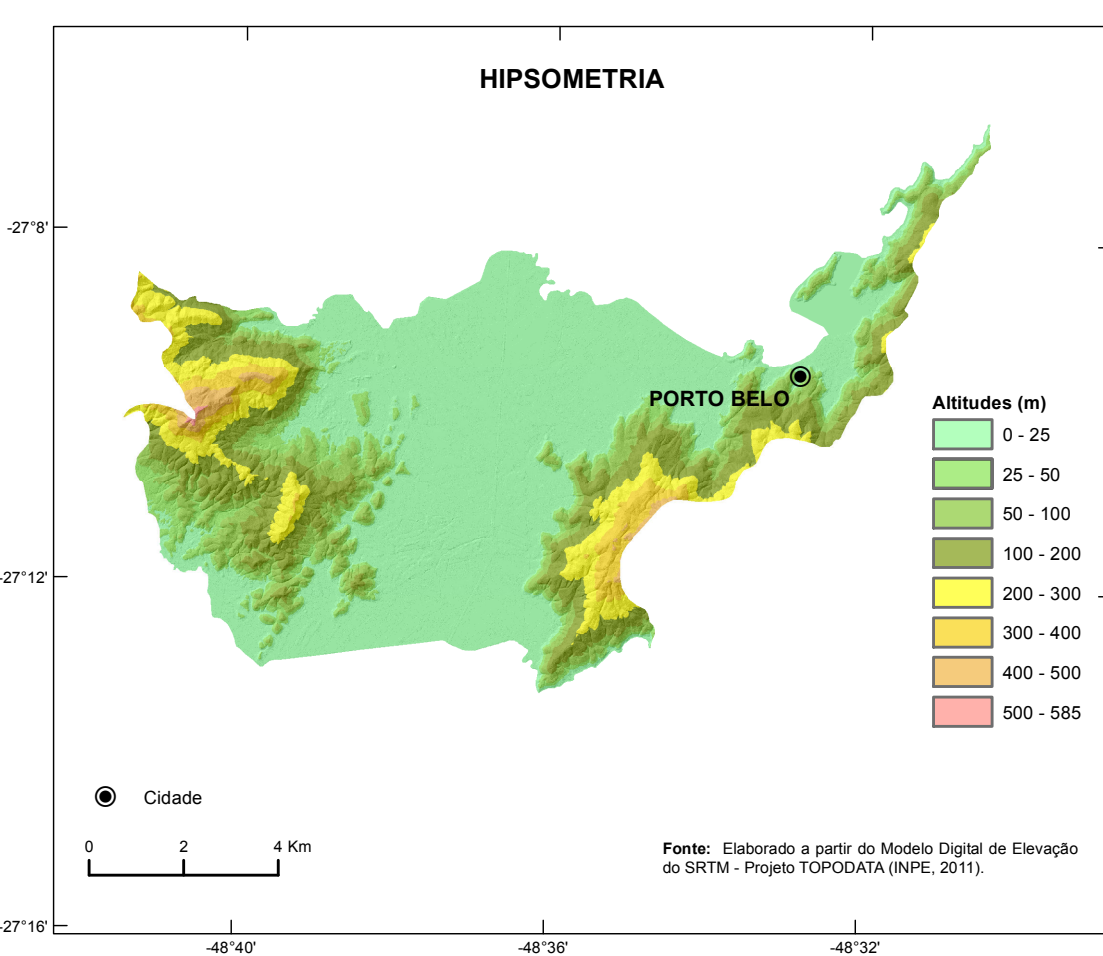 HIPSOMETRIA
-27°8'
PORTO BELO
Altitudes (m)
0 - 25
25 - 50
50 - 100
100 - 200
-27°12'
200 - 300
300 - 400
400 - 500
500 - 585
Cidade
0 2 4 Km
Fonte: Elaborado a partir do Modelo Digital de Elevação
do SRTM - Projeto TOPODATA (INPE, 2011).
-27°16'
-48°40' -48°36' -48°32'